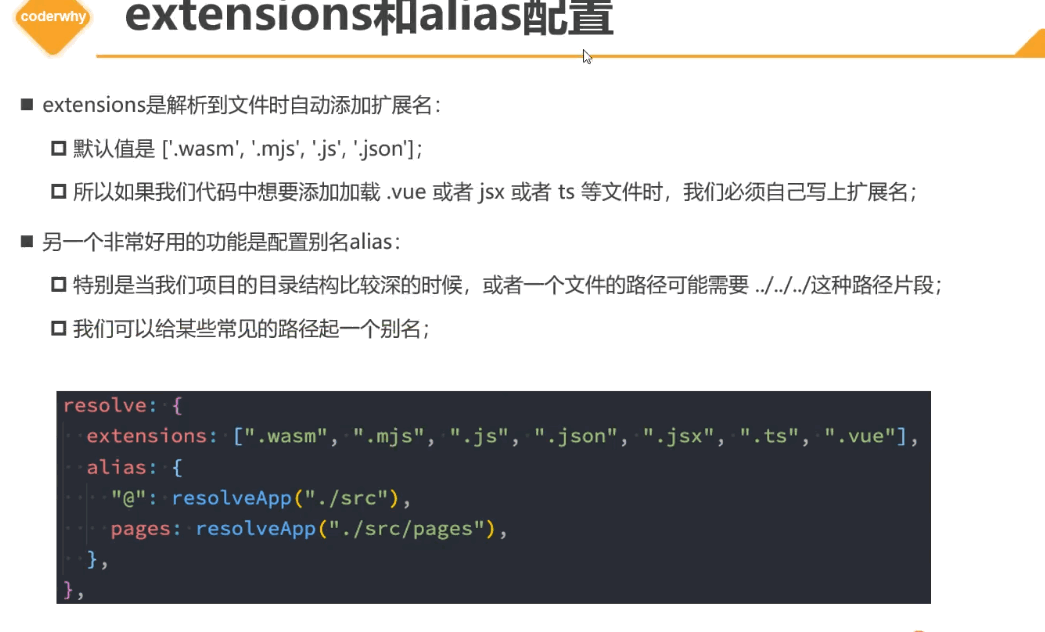 coderwhy
extensions和alias配置
extensions是解析到文件时自动添加扩展名：
默认值是 ['.wasm', '.mjs', '.js', '.json'];
所以如果我们代码中想要添加加载 .vue 或者 jsx 或者 ts 等文件时，我们必须自己写上扩展名；
另一个非常好用的功能是配置别名alias：
特别是当我们项目的目录结构比较深的时候，或者一个文件的路径可能需要 ../../../这种路径片段；
我们可以给某些常见的路径起一个别名；
resolve: {
  extensions: [".wasm", ".mjs", ".js", ".json", ".jsx", ".ts", ".vue"],
  alias: {
    "@": resolveApp("./src"),
    pages: resolveApp("./src/pages"),
  },
},